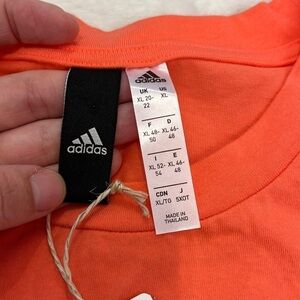 adidas
adidas
UK US
XL 20- XL
22
F D
XL 48- XL 46-
50 48
I E
XL 52- XL 46-
54 48
CDN J
XL/TG 5XOT
MADE IN
THAILAND